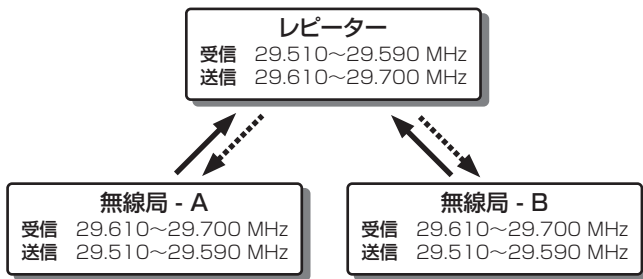 レピーター
受信 29.510～29.590 MHz
送信 29.610～29.700 MHz
無線局 - A
受信 29.610～29.700 MHz
送信 29.510～29.590 MHz
無線局 - B
受信 29.610～29.700 MHz
送信 29.510～29.590 MHz